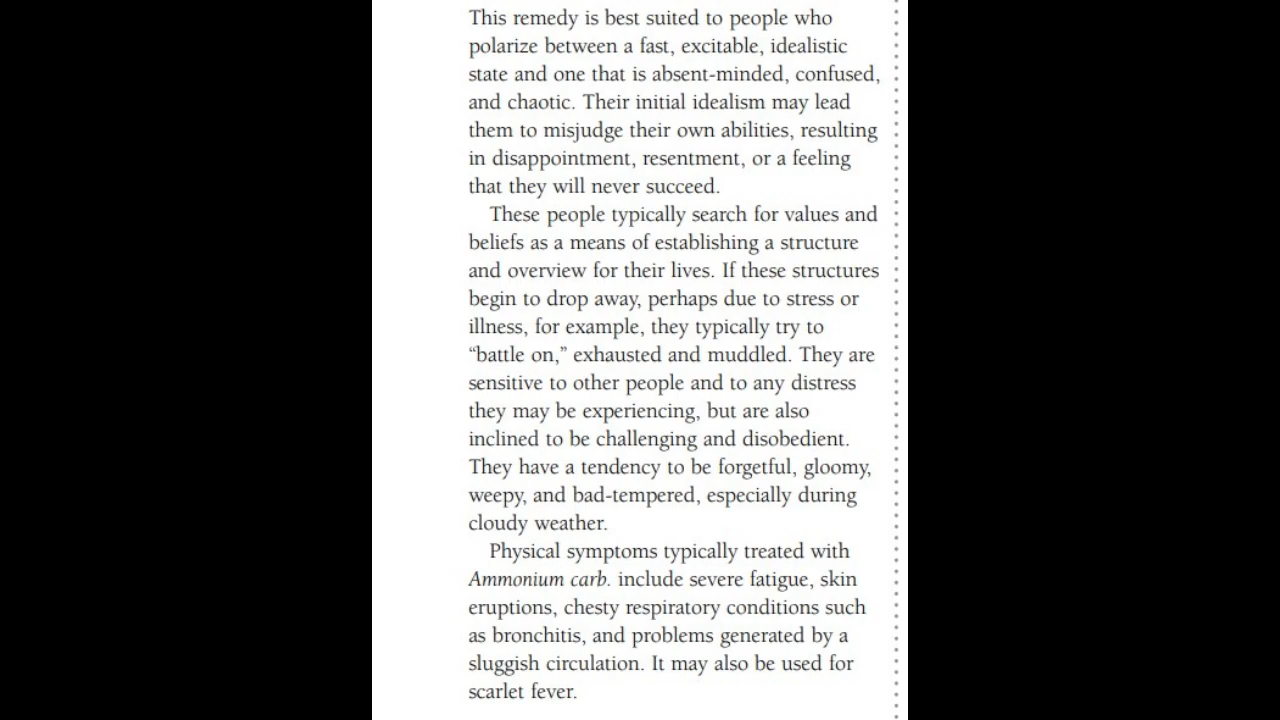 This remedy is best suited to people who
polarize between a fast, excitable, idealistic
state and one that is absent-minded, confused,
and chaotic. Their initial idealism may lead
them to misjudge their own abilities, resulting
in disappointment, resentment, or a feeling
that they will never succeed.
These people typically search for values and
beliefs as a means of establishing a structure
and overview for their lives. If these structures
begin to drop away, perhaps due to stress or
illness, for example, they typically try to
“battle on,” exhausted and muddled. They are
sensitive to other people and to any distress
they may be experiencing, but are also
inclined to be challenging and disobedient.
They have a tendency to be forgetful, gloomy,
weepy, and bad-tempered, especially during
cloudy weather.
Physical symptoms typically treated with
Ammonium carb. include severe fatigue, skin
eruptions, chesty respiratory conditions such
as bronchitis, and problems generated by a
sluggish circulation. It may also be used for
scarlet fever.